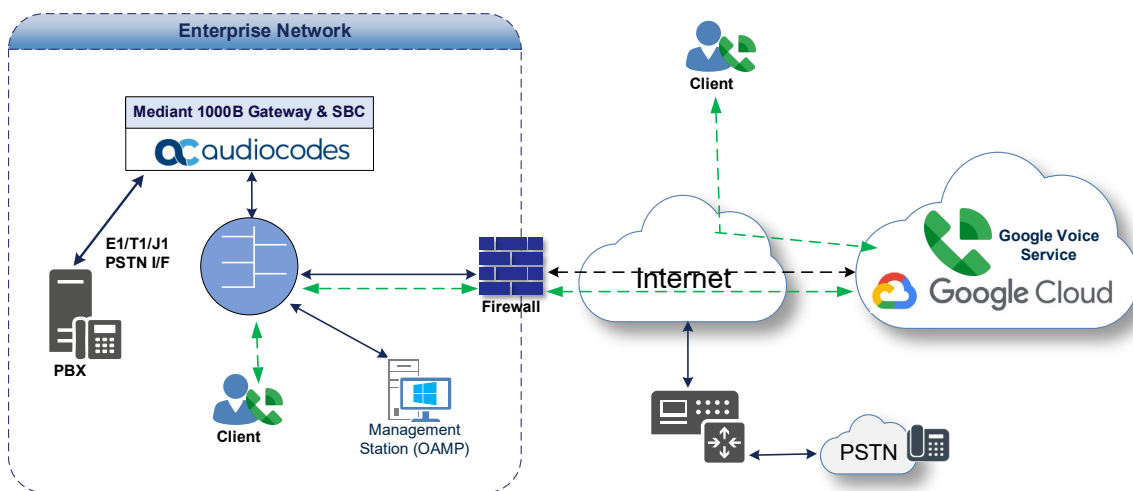 Enterprise Network
Mediant 1000B Gateway & SBC
audiocodes
E1/T1/J1
PSTN I/F
PBX
Client
Management
Station (OAMP)
Firewall
Client
Internet
Google Voice
Service
Google Cloud
PSTN